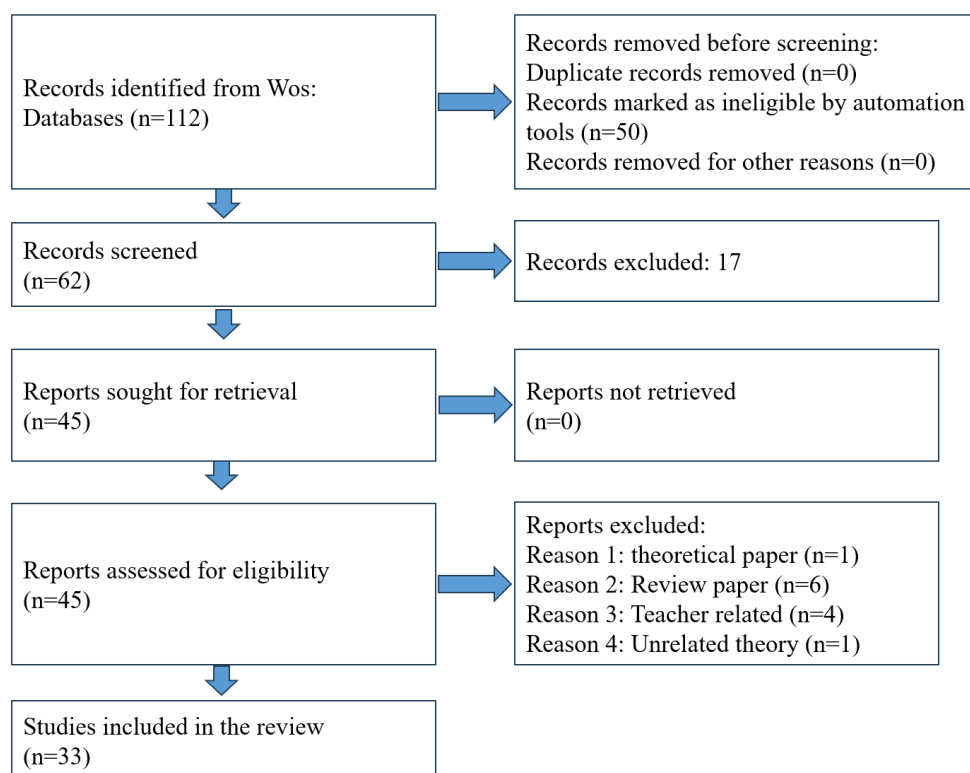 Records identified from Wos:
Databases (n=112)
Records removed before screening:
Duplicate records removed (n=0)
Records marked as ineligible by automation
tools (n=50)
Records removed for other reasons (n=0)
Records screened
(n=62)
Records excluded: 17
Reports sought for retrieval
(n=45)
Reports not retrieved
(n=0)
Reports assessed for eligibility
(n=45)
Reports excluded:
Reason 1: theoretical paper (n=1)
Reason 2: Review paper (n=6)
Reason 3: Teacher related (n=4)
Reason 4: Unrelated theory (n=1)
Studies included in the review
(n=33)